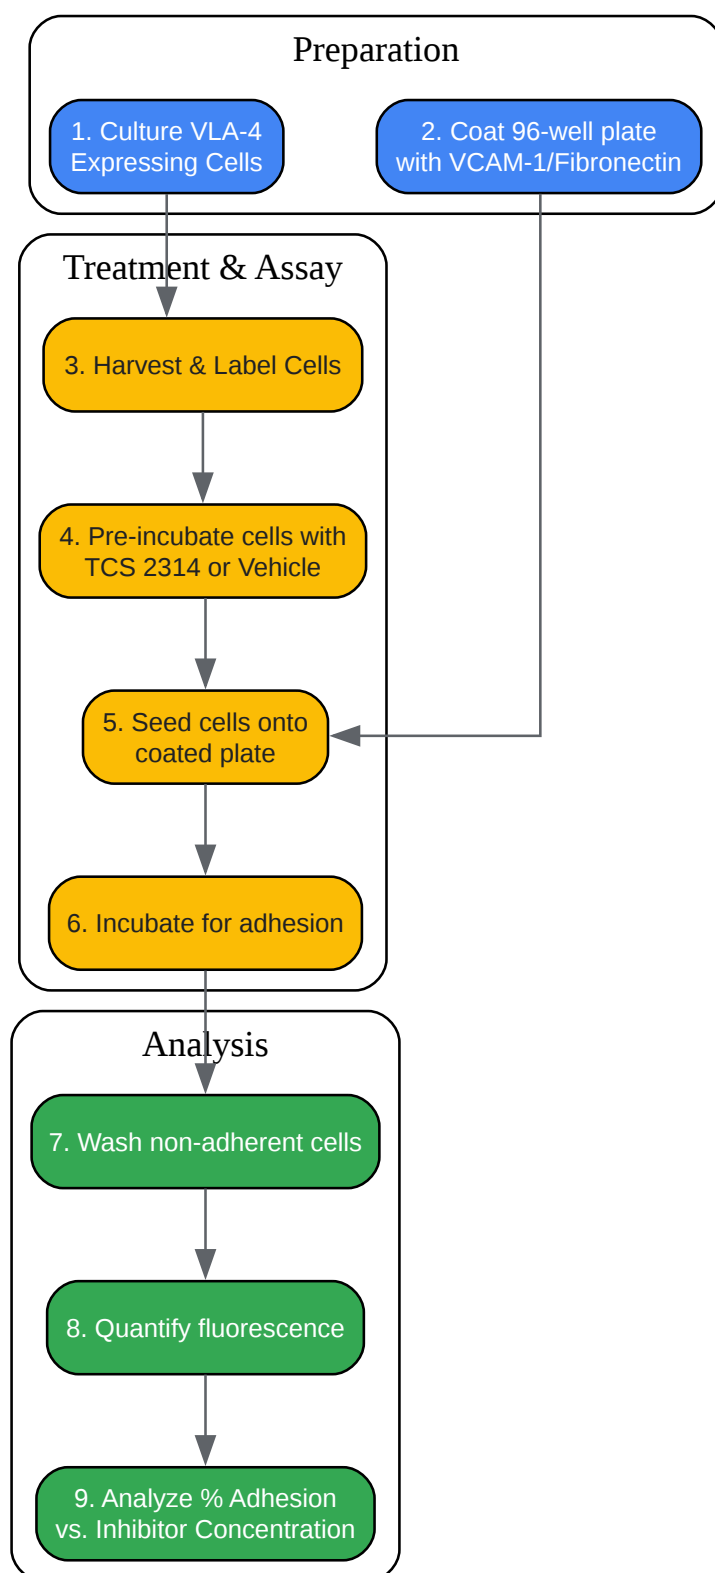 Preparation
1. Culture VLA-4
Expressing Cells
2. Coat 96-well plate
with VCAM-1/Fibronectin
Treatment & Assay
3. Harvest & Label Cells
4. Pre-incubate cells with
TCS 2314 or Vehicle
5. Seed cells onto
coated plate
6. Incubate for adhesion
Analysis
7. Wash non-adherent cells
8. Quantify fluorescence
9. Analyze % Adhesion
vs. Inhibitor Concentration